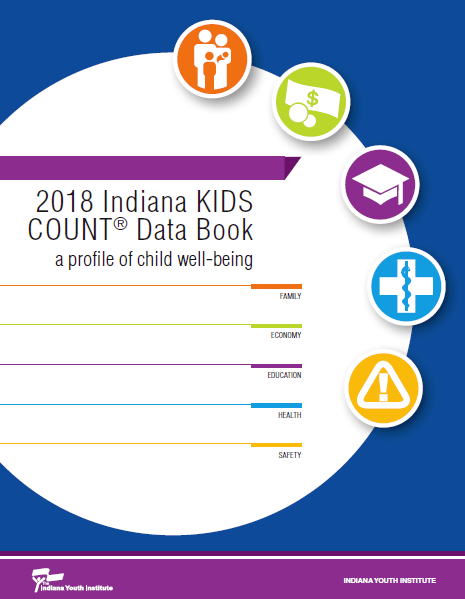 $
2018 Indiana KIDS
COUNT® Data Book
a profile of child well-being
FAMILY
ECONOMY
EDUCATION
HEALTH
SAFETY
!
The
Indiana Youth Institute
INDIANA YOUTH INSTITUTE